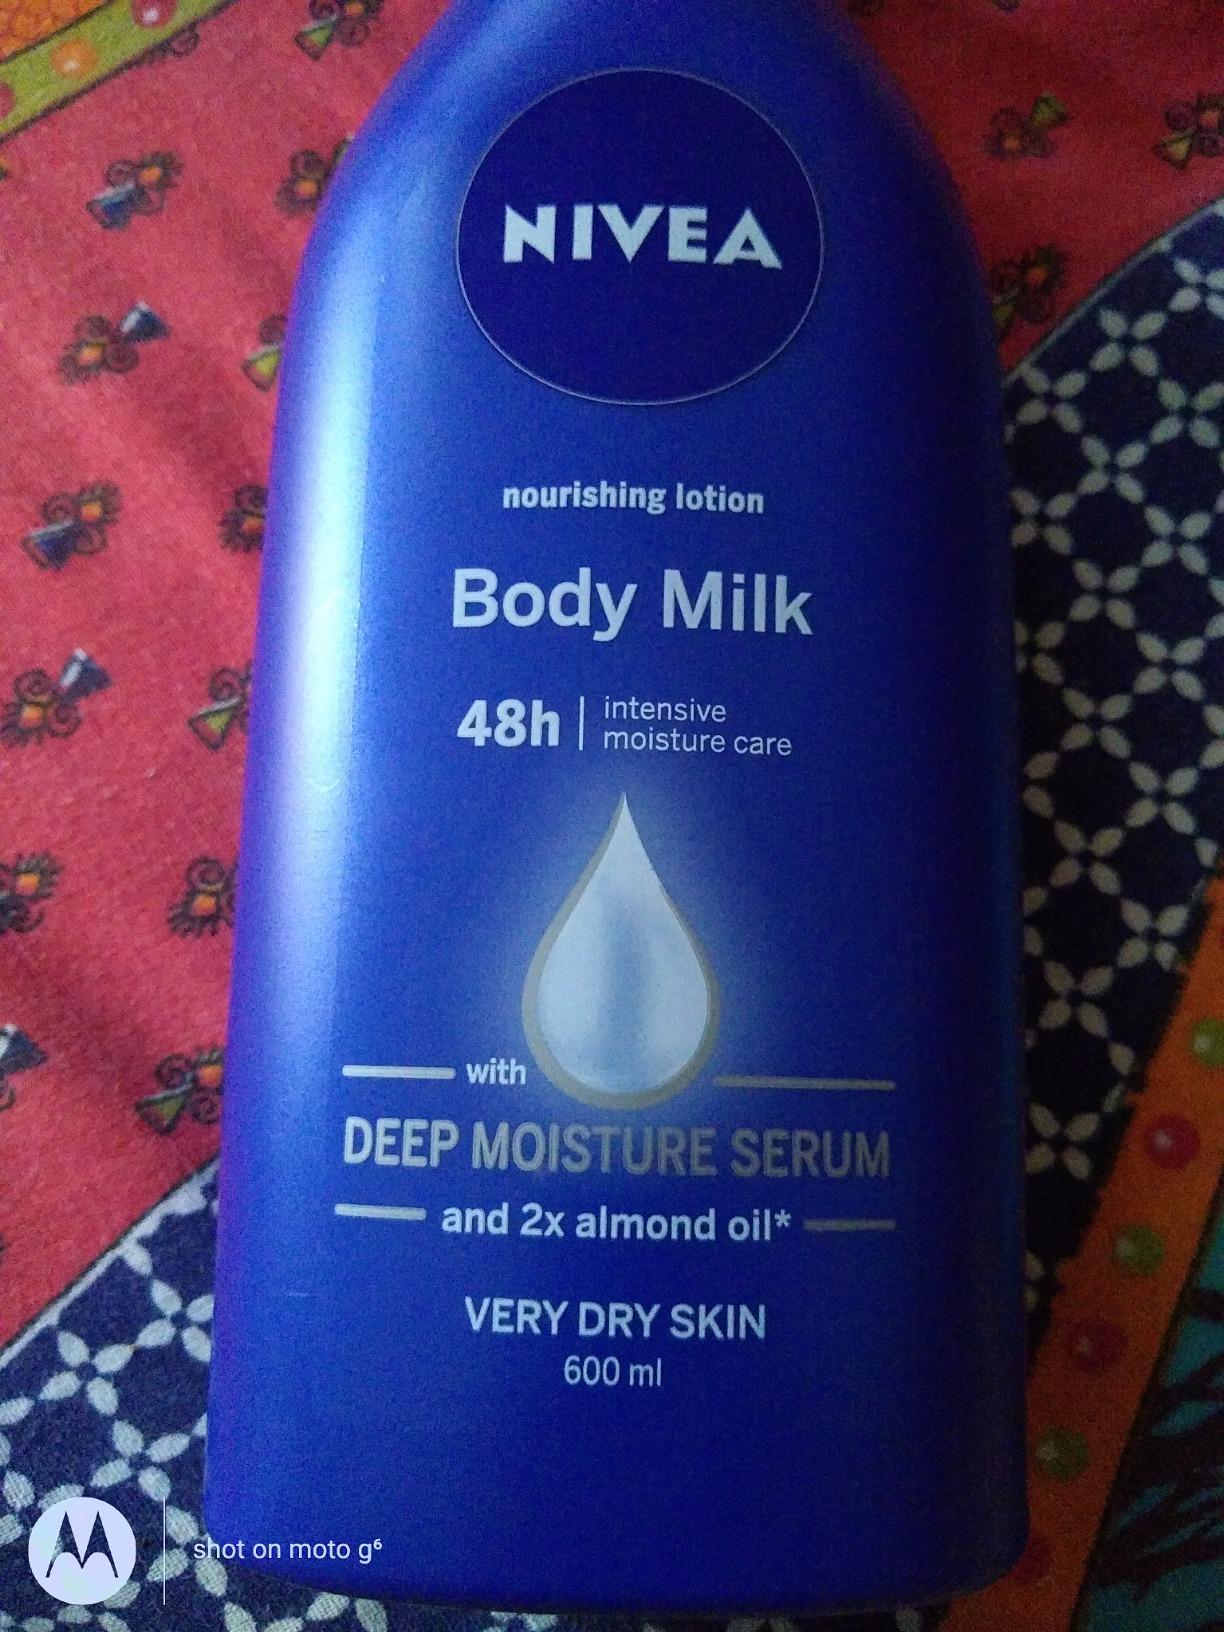 NIVEA
nourishing lotion
Body Milk
48h
intensive
moisture care
with
DEEP MOISTURE SERUM
and 2x almond oil*
VERY DRY SKIN
600 ml
shot on moto g⁶